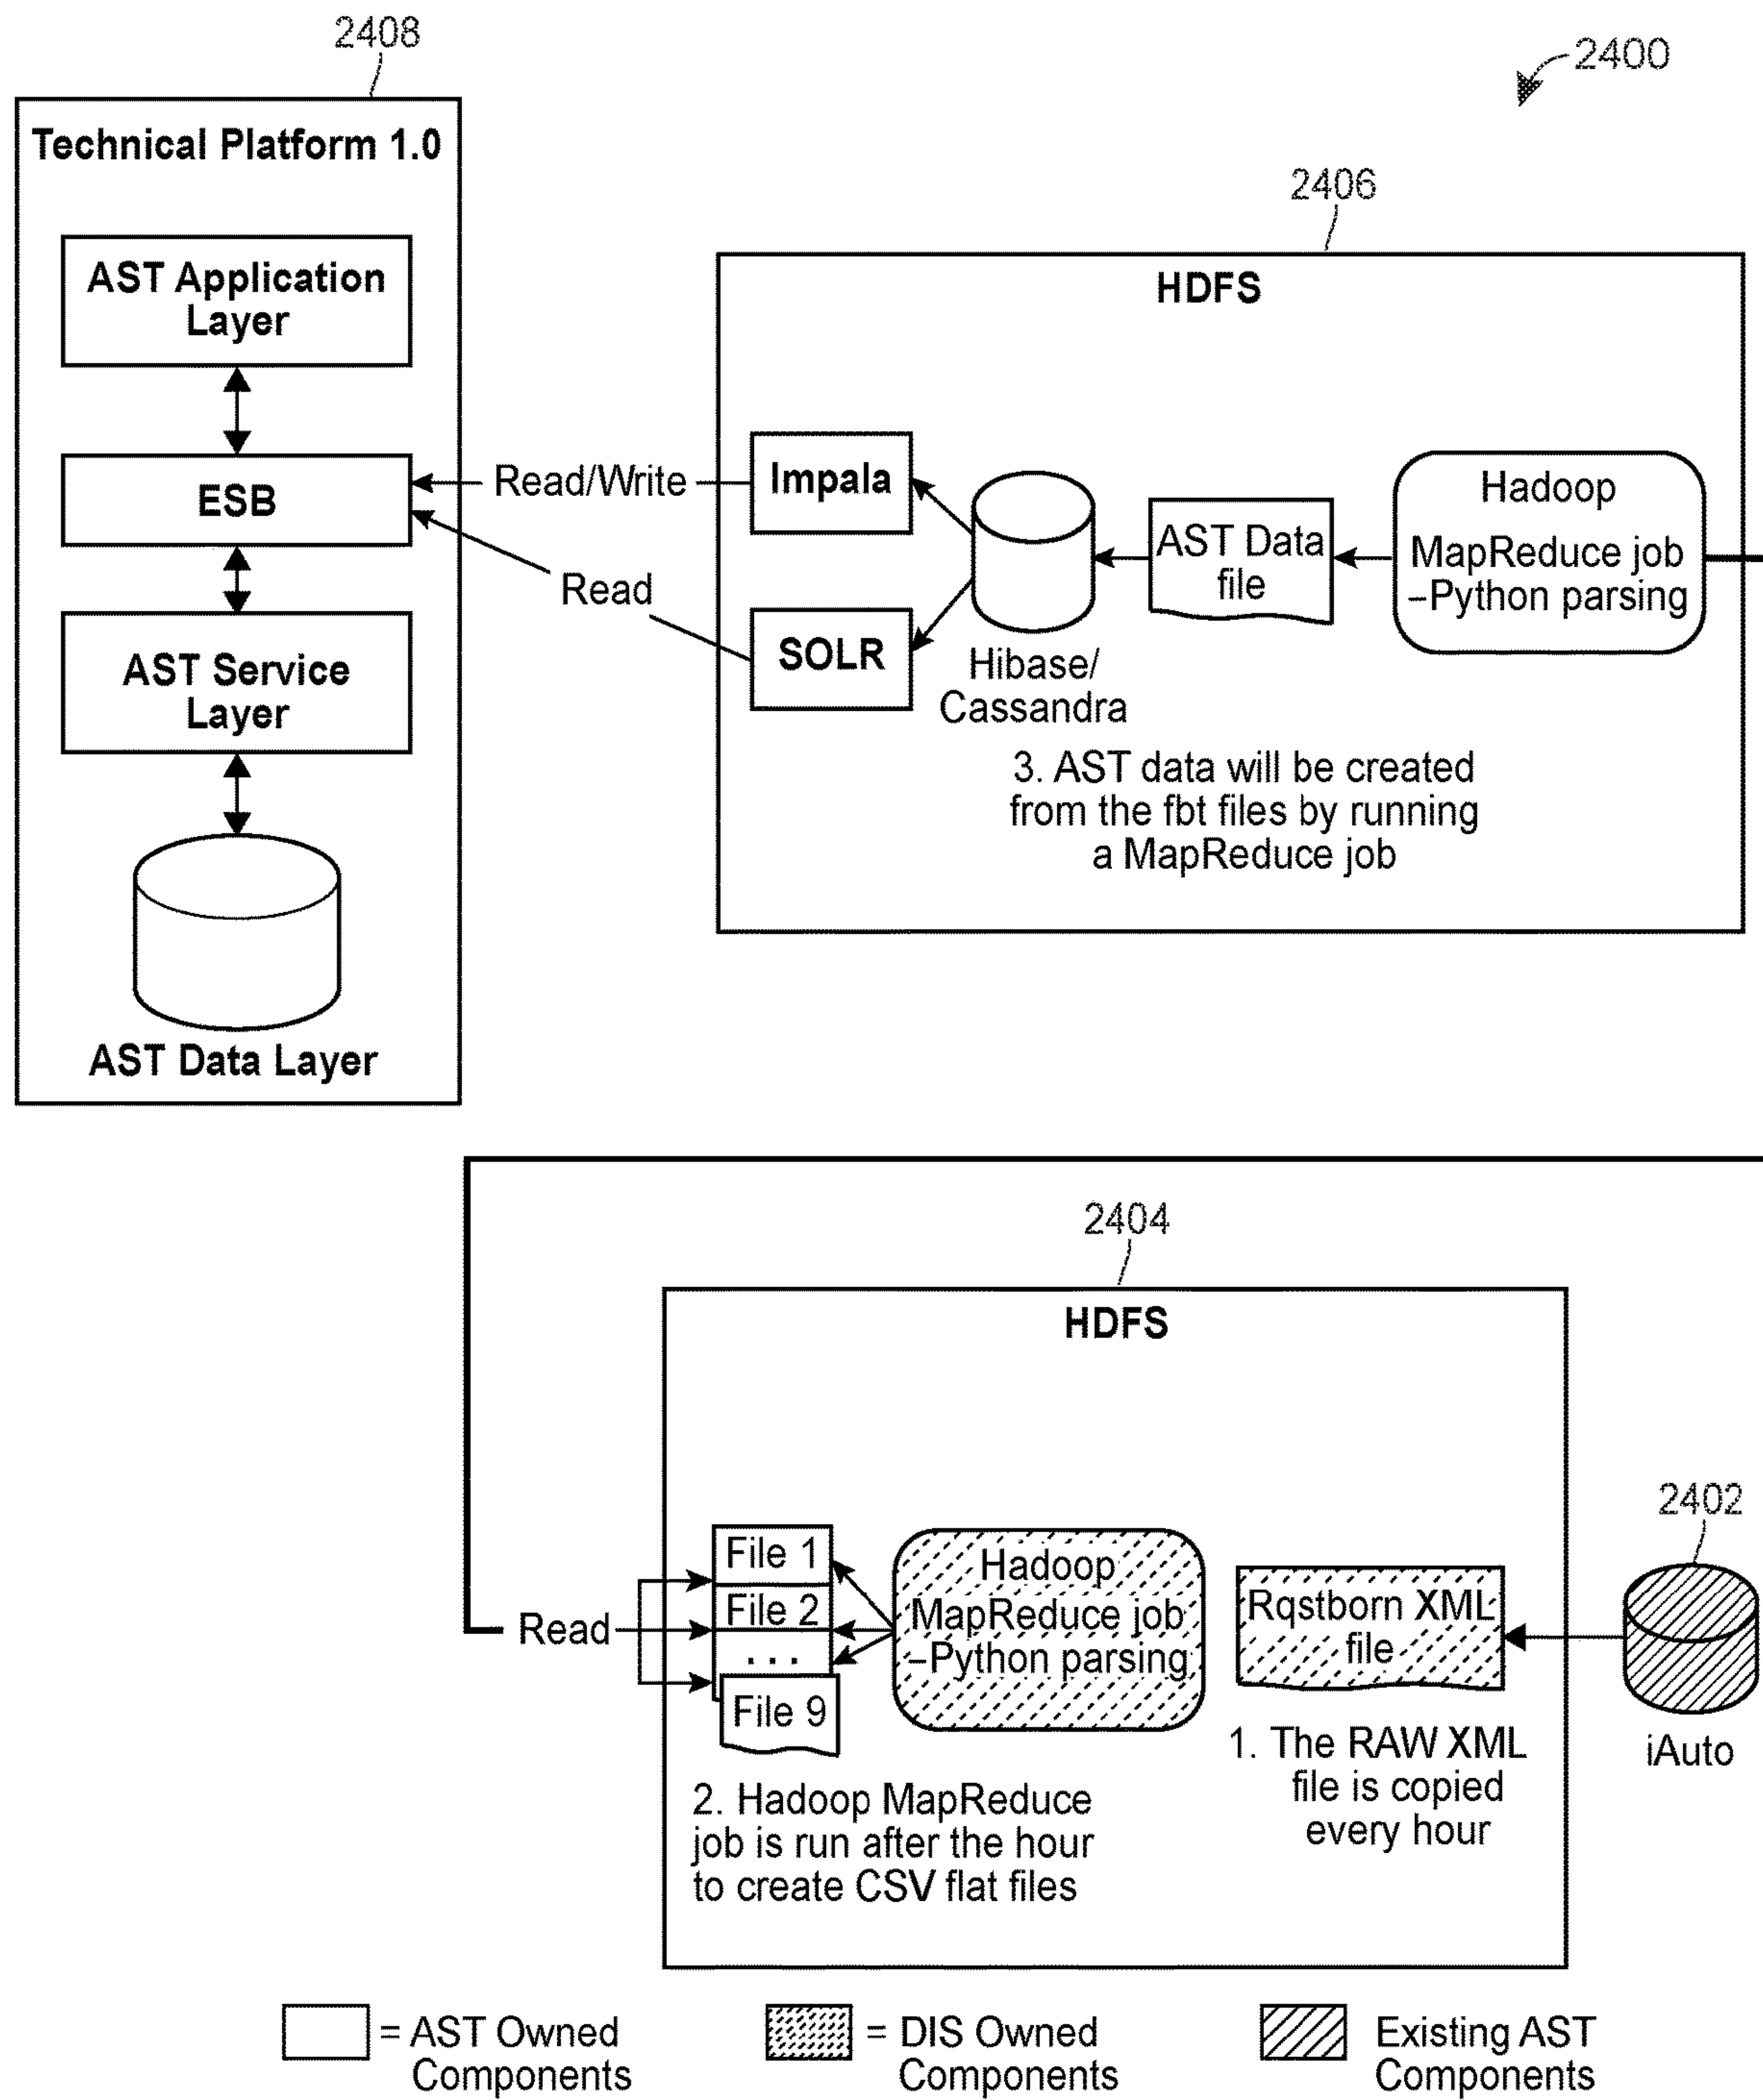 2408
2400
Technical Platform 1.0
2406
AST Application
Layer
HDFS
ESB
Read/Write
Impala
Hadoop
MapReduce job
–Python parsing
AST Data
file
Read
SOLR
Hibase/
Cassandra
AST Service
Layer
3. AST data will be created
from the fbt files by running
a MapReduce job
AST Data Layer
2404
HDFS
2402
File 1
File 2
...
File 9
Read
Hadoop
MapReduce job
–Python parsing
Rqstborn XML
file
iAuto
1. The RAW XML
file is copied
every hour
2. Hadoop MapReduce
job is run after the hour
to create CSV flat files
= AST Owned
Components
= DIS Owned
Components
Existing AST
Components